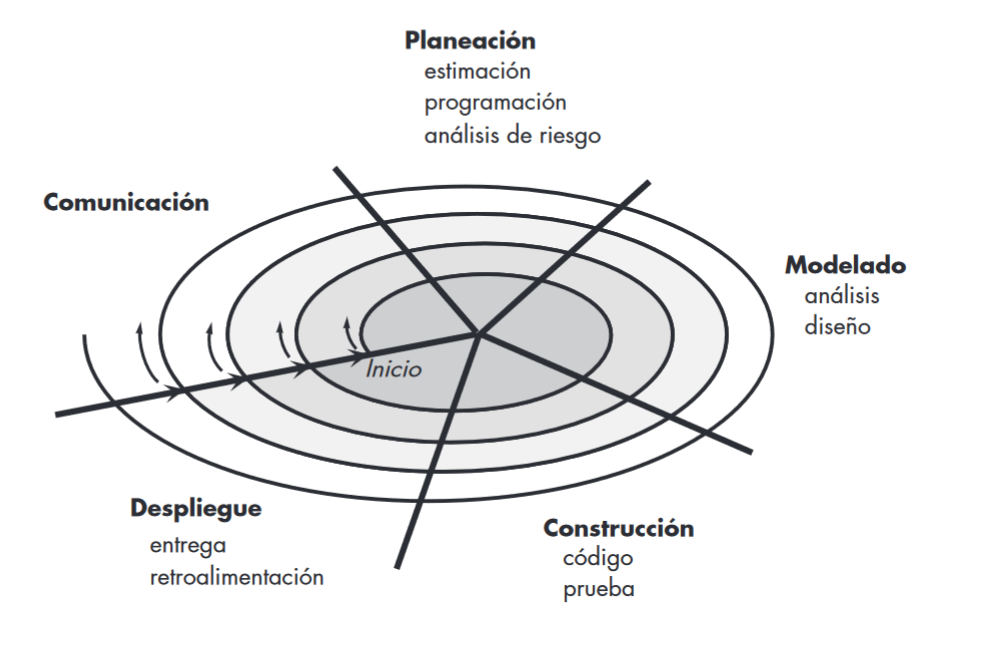 Planeación
estimación
programación
análisis de riesgo
Comunicación
Modelado
análisis
diseño
Inicio
Despliegue
entrega
retroalimentación
Construcción
código
prueba